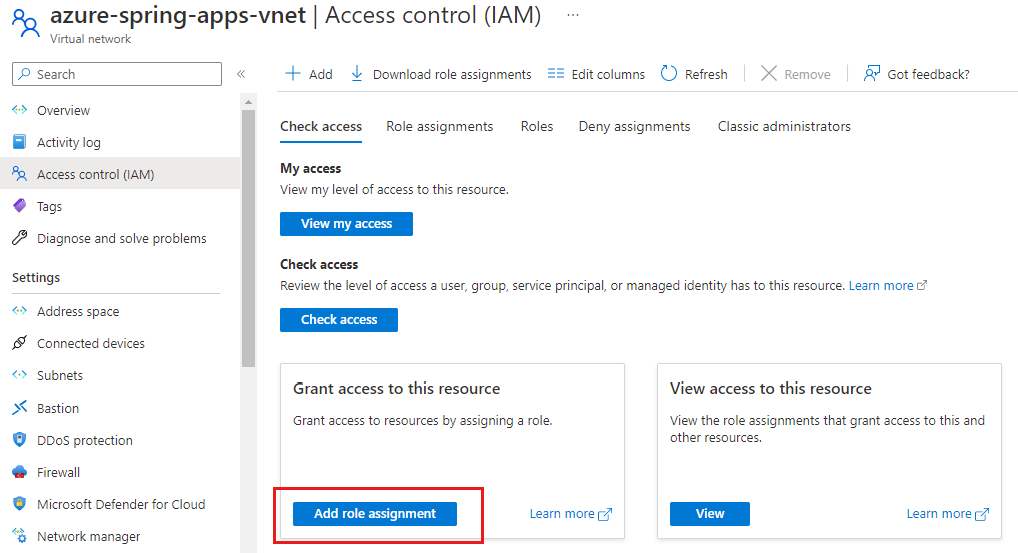 azure-spring-apps-vnet | Access control (IAM) ...
Virtual network
Search
«
Add
Download role assignments
Edit columns
Refresh
Remove
Got feedback?
Overview
Activity log
Access control (IAM)
Tags
Diagnose and solve problems
Settings
Address space
Connected devices
Subnets
Bastion
DDoS protection
Firewall
Microsoft Defender for Cloud
Network manager
Check access
Role assignments
Roles
Deny assignments
Classic administrators
My access
View my level of access to this resource.
View my access
Check access
Review the level of access a user, group, service principal, or managed identity has to this resource. Learn more
Check access
Grant access to this resource
Grant access to resources by assigning a role.
Add role assignment
Learn more
View access to this resource
View the role assignments that grant access to this and
other resources.
View
Learn more